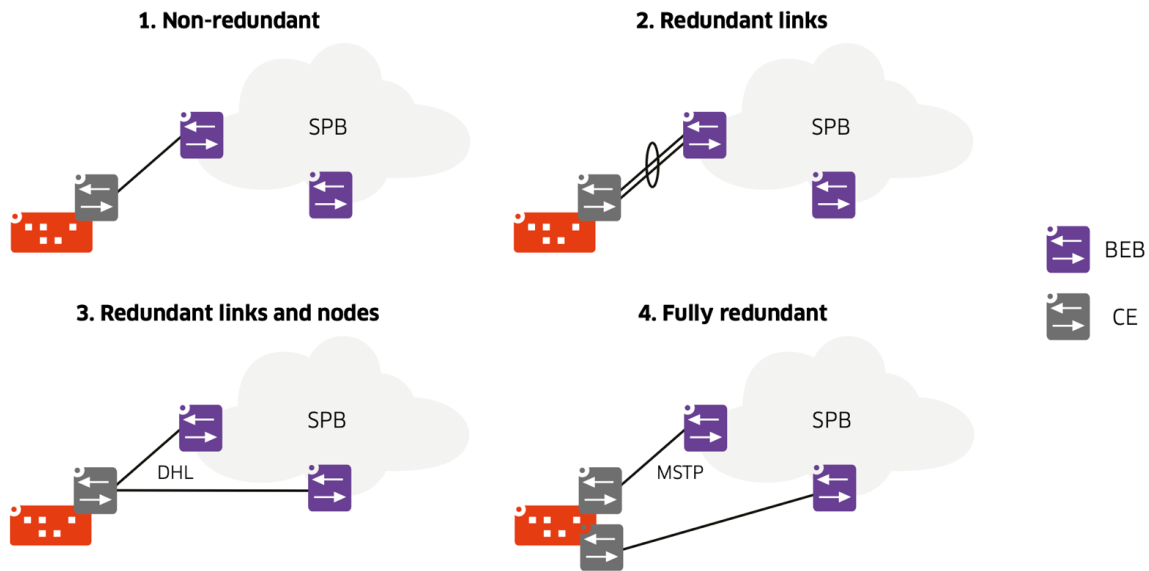 1. Non-redundant
2. Redundant links
SPB
SPB
BEB
CE
3. Redundant links and nodes
4. Fully redundant
SPB
SPB
DHL
MSTP